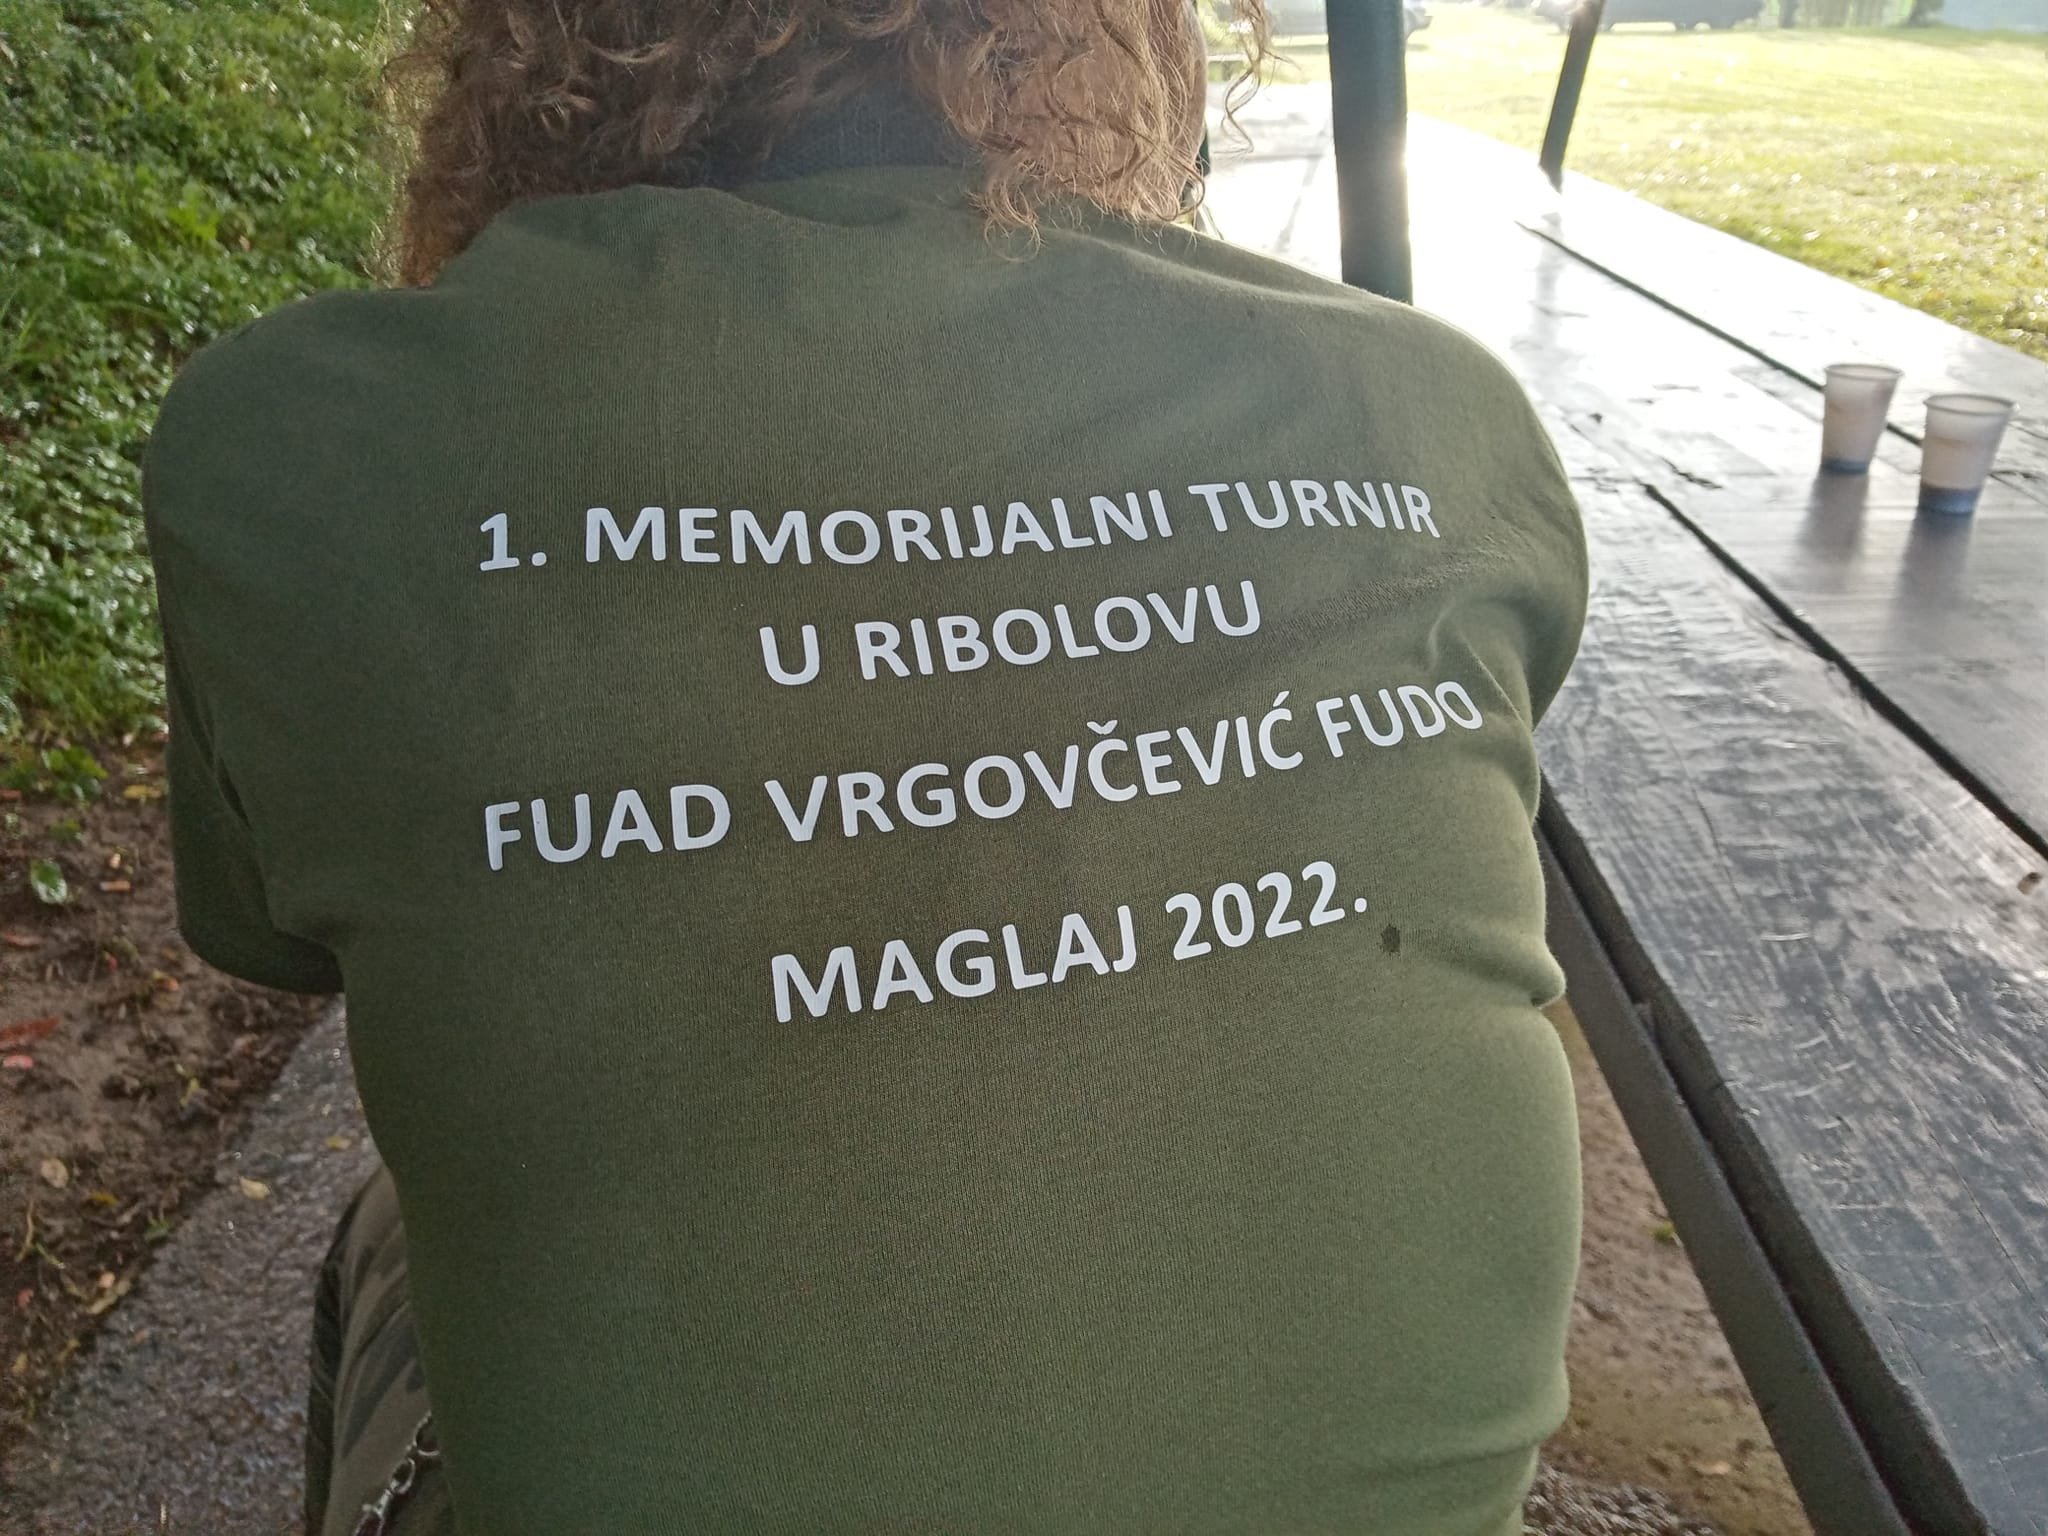 1. MEMORIJALNI TURNIR
U RIBOLOVU
FUAD VRGOVČEVIĆ FUDO
MAGLAJ 2022.